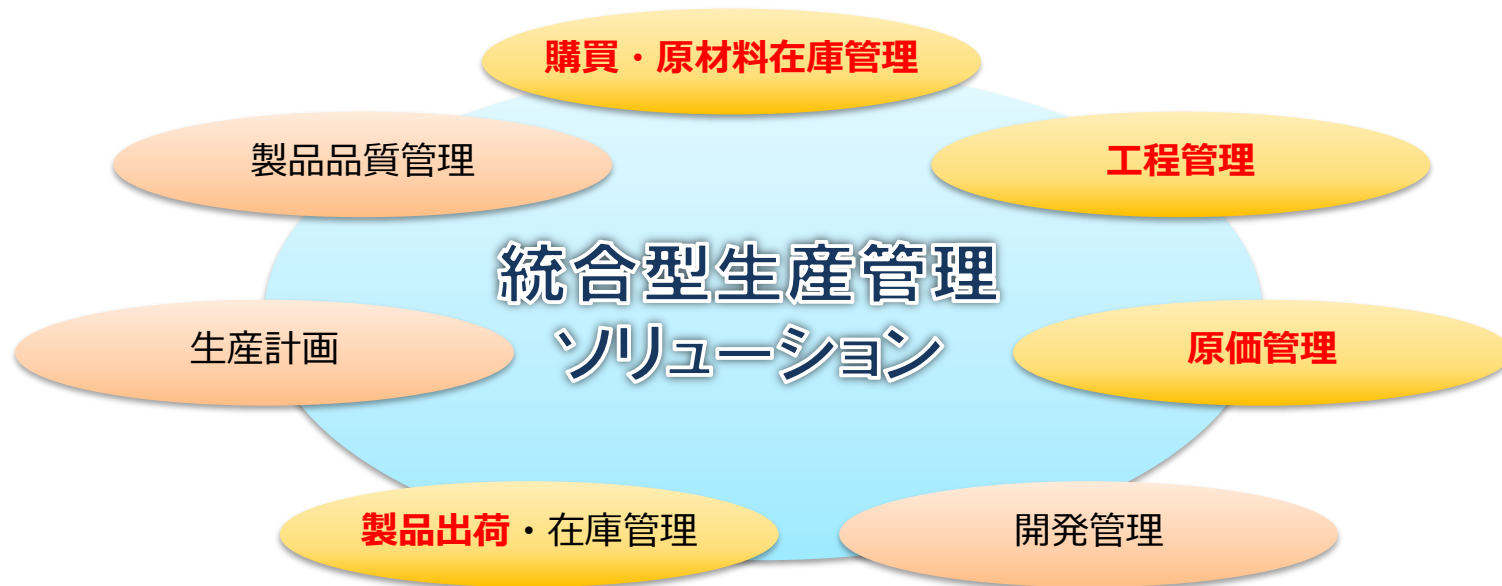 購買・原材料在庫管理
製品品質管理
工程管理
統合型生産管理
ソリューション
生産計画
原価管理
製品出荷・在庫管理
開発管理